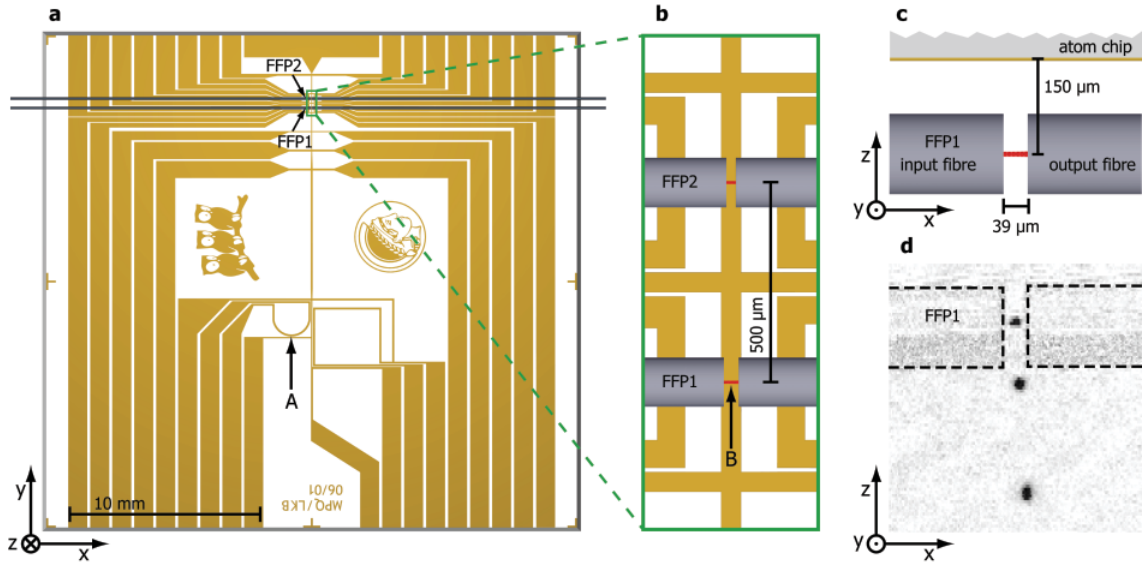 a
FFP2
FFP1
A
10 mm
MPQ/LKB
06/01
y
z
x
b
FFP2
500 µm
FFP1
B
c
atom chip
150 µm
FFP1
input fibre
output fibre
z
y
x
39 µm
d
FFP1
z
y
x